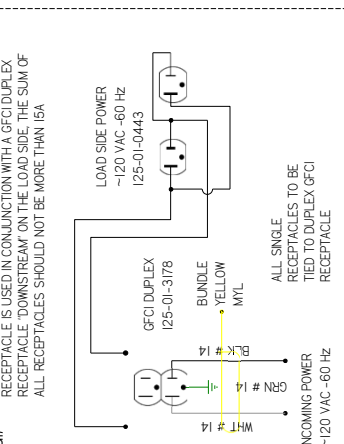 RECEPTACLE IS USED IN CONJUNCTION WITH A GFCI DUPLEX
RECEPTACLE "DOWNSTREAM" ON THE LOAD SIDE, THE SUM OF
ALL RECEPTACLES SHOULD NOT BE MORE THAN 15A
LOAD SIDE POWER
~120 VAC -60 Hz
125-01-0443
GFCI DUPLEX
125-01-3178
BUNDLE
YELLOW
MYL
ALL SINGLE
RECEPTACLES TO BE
TIED TO DUPLEX GFCI
RECEPTACLE
WHT # 14
GRN # 14
BLK # 14
INCOMING POWER
~120 VAC -60 Hz